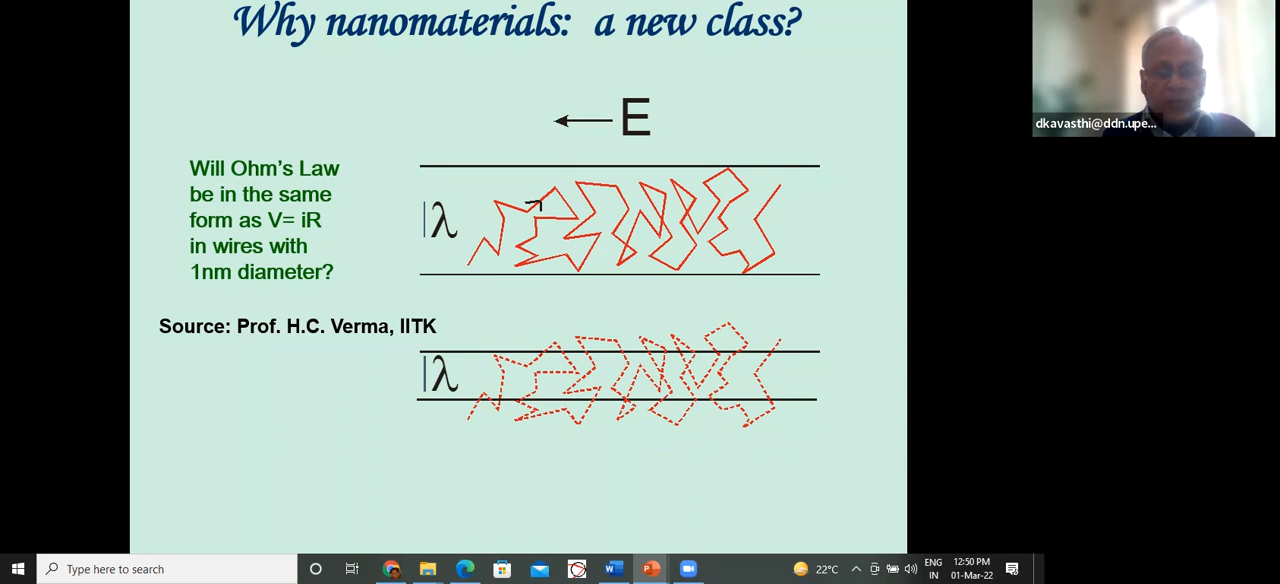 Why nanomaterials: a new class?
E
Will Ohm's Law
be in the same
form as V= iR
in wires with
1nm diameter?
λ
Source: Prof. H.C. Verma, IITK
λ
dkavasthi@ddn.upe...
Type here to search
22°C
ENG
IN
12:50 PM
01-Mar-22